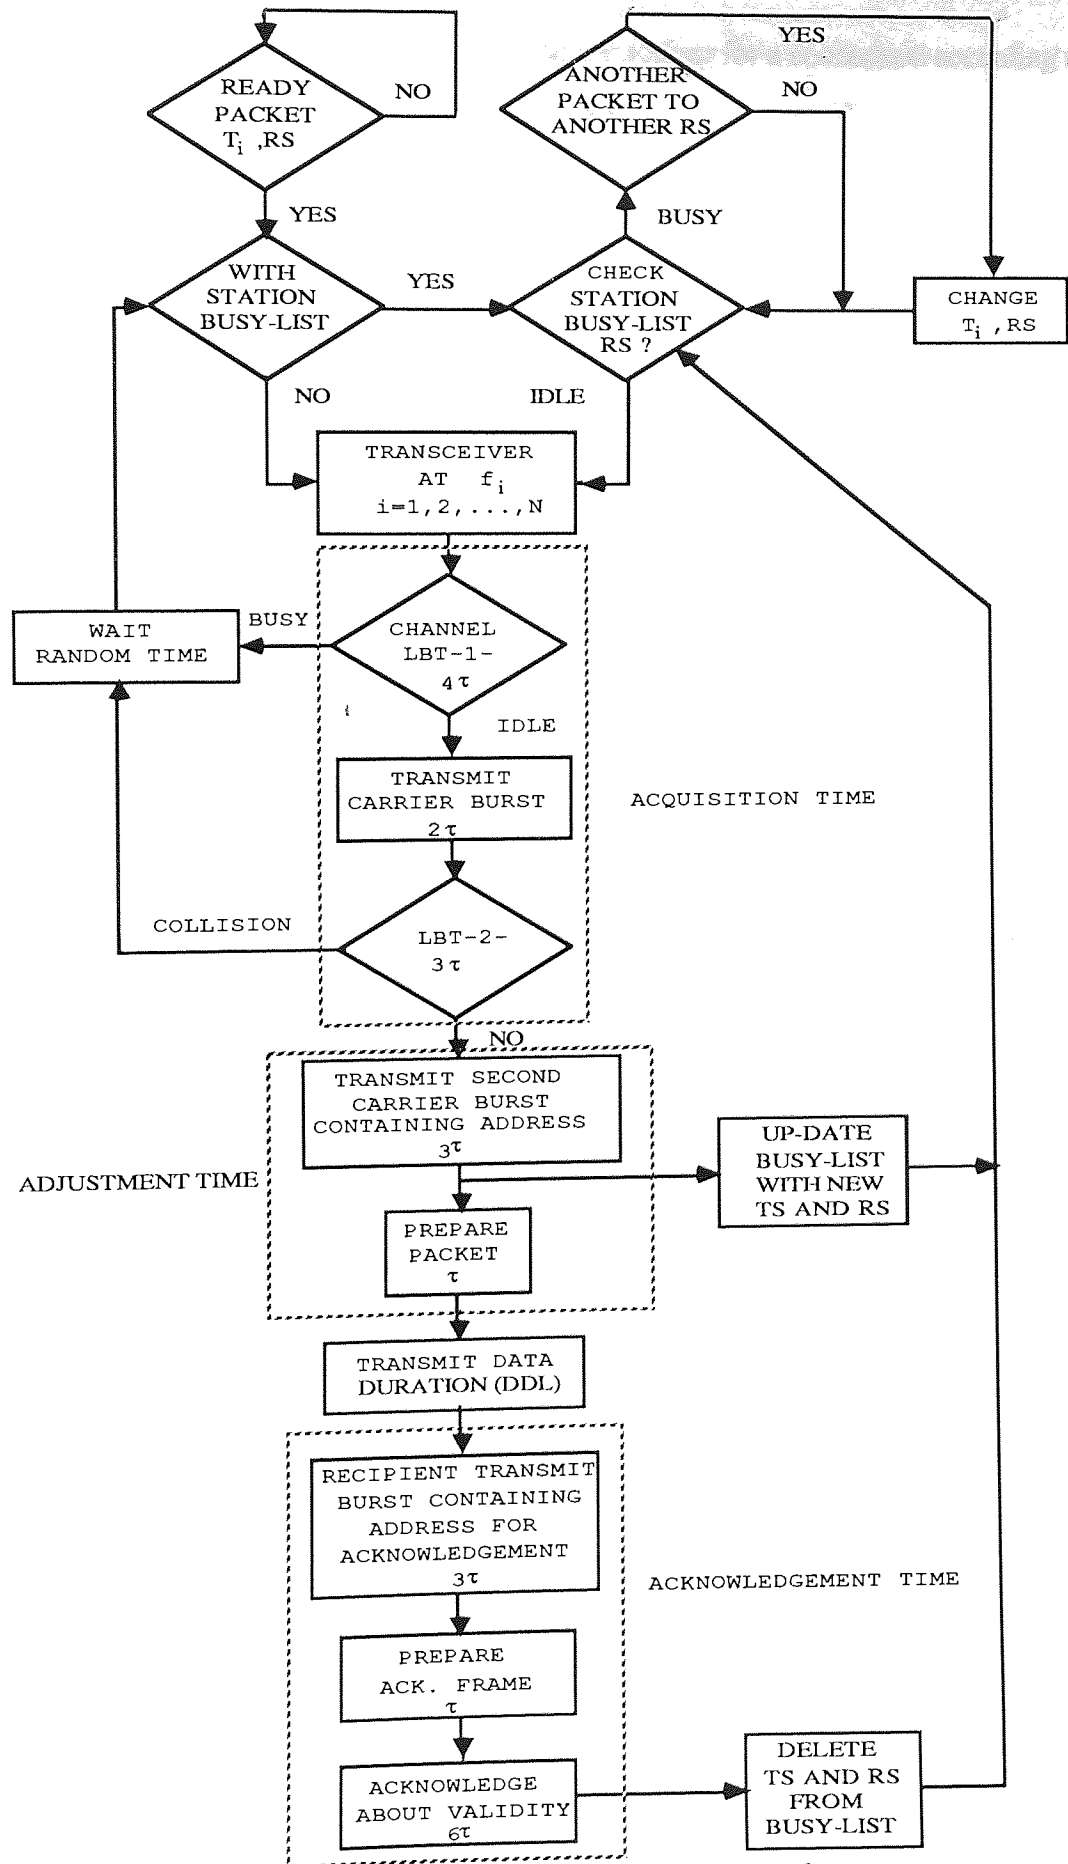 READY
PACKET
Ti ,RS
NO
YES
ANOTHER
PACKET TO
ANOTHER RS
YES
NO
BUSY
WITH
STATION
BUSY-LIST
YES
NO
CHECK
STATION
BUSY-LIST
RS ?
IDLE
CHANGE
Ti ,RS
TRANSCEIVER
AT fi
i=1,2,...,N
WAIT
RANDOM TIME
BUSY
CHANNEL
LBT-1-
4τ
IDLE
TRANSMIT
CARRIER BURST
2τ
ACQUISITION TIME
COLLISION
LBT-2-
3τ
NO
TRANSMIT SECOND
CARRIER BURST
CONTAINING ADDRESS
3τ
ADJUSTMENT TIME
UP-DATE
BUSY-LIST
WITH NEW
TS AND RS
PREPARE
PACKET
τ
TRANSMIT DATA
DURATION (DDL)
RECIPIENT TRANSMIT
BURST CONTAINING
ADDRESS FOR
ACKNOWLEDGEMENT
3τ
ACKNOWLEDGEMENT TIME
PREPARE
ACK. FRAME
τ
ACKNOWLEDGE
ABOUT VALIDITY
6τ
DELETE
TS AND RS
FROM
BUSY-LIST